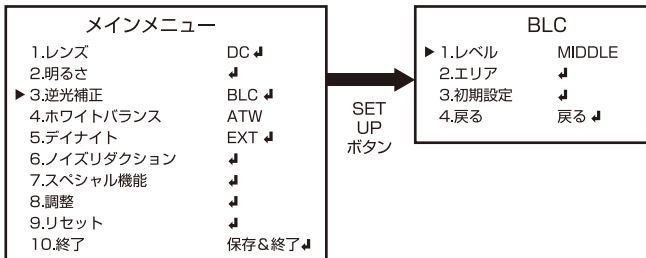 メインメニュー
1.レンズ DC ↲
2.明るさ ↲
▶ 3.逆光補正 BLC ↲
4.ホワイトバランス ATW
5.デイナイト EXT ↲
6.ノイズリダクション ↲
7.スペシャル機能 ↲
8.調整 ↲
9.リセット ↲
10.終了 保存&終了↲
SET
UP
ボタン
BLC
▶ 1.レベル MIDDLE
2.エリア ↲
3.初期設定 ↲
4.戻る 戻る ↲